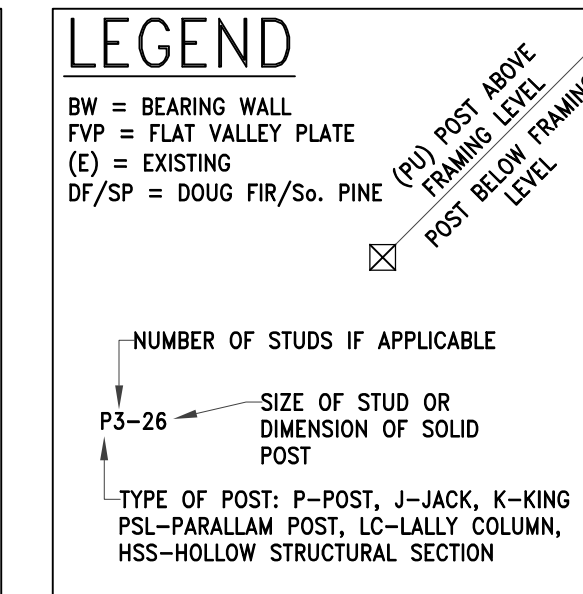 LEGEND
BW = BEARING WALL
FVP = FLAT VALLEY PLATE
(E) = EXISTING
DF/SP = DOUG FIR/So. PINE
(PU) POST ABOVE
FRAMING LEVEL
POST BELOW FRAMING
LEVEL
NUMBER OF STUDS IF APPLICABLE
P3-26
SIZE OF STUD OR
DIMENSION OF SOLID
POST
TYPE OF POST: P-POST, J-JACK, K-KING
PSL-PARALLAM POST, LC-LALLY COLUMN,
HSS-HOLLOW STRUCTURAL SECTION